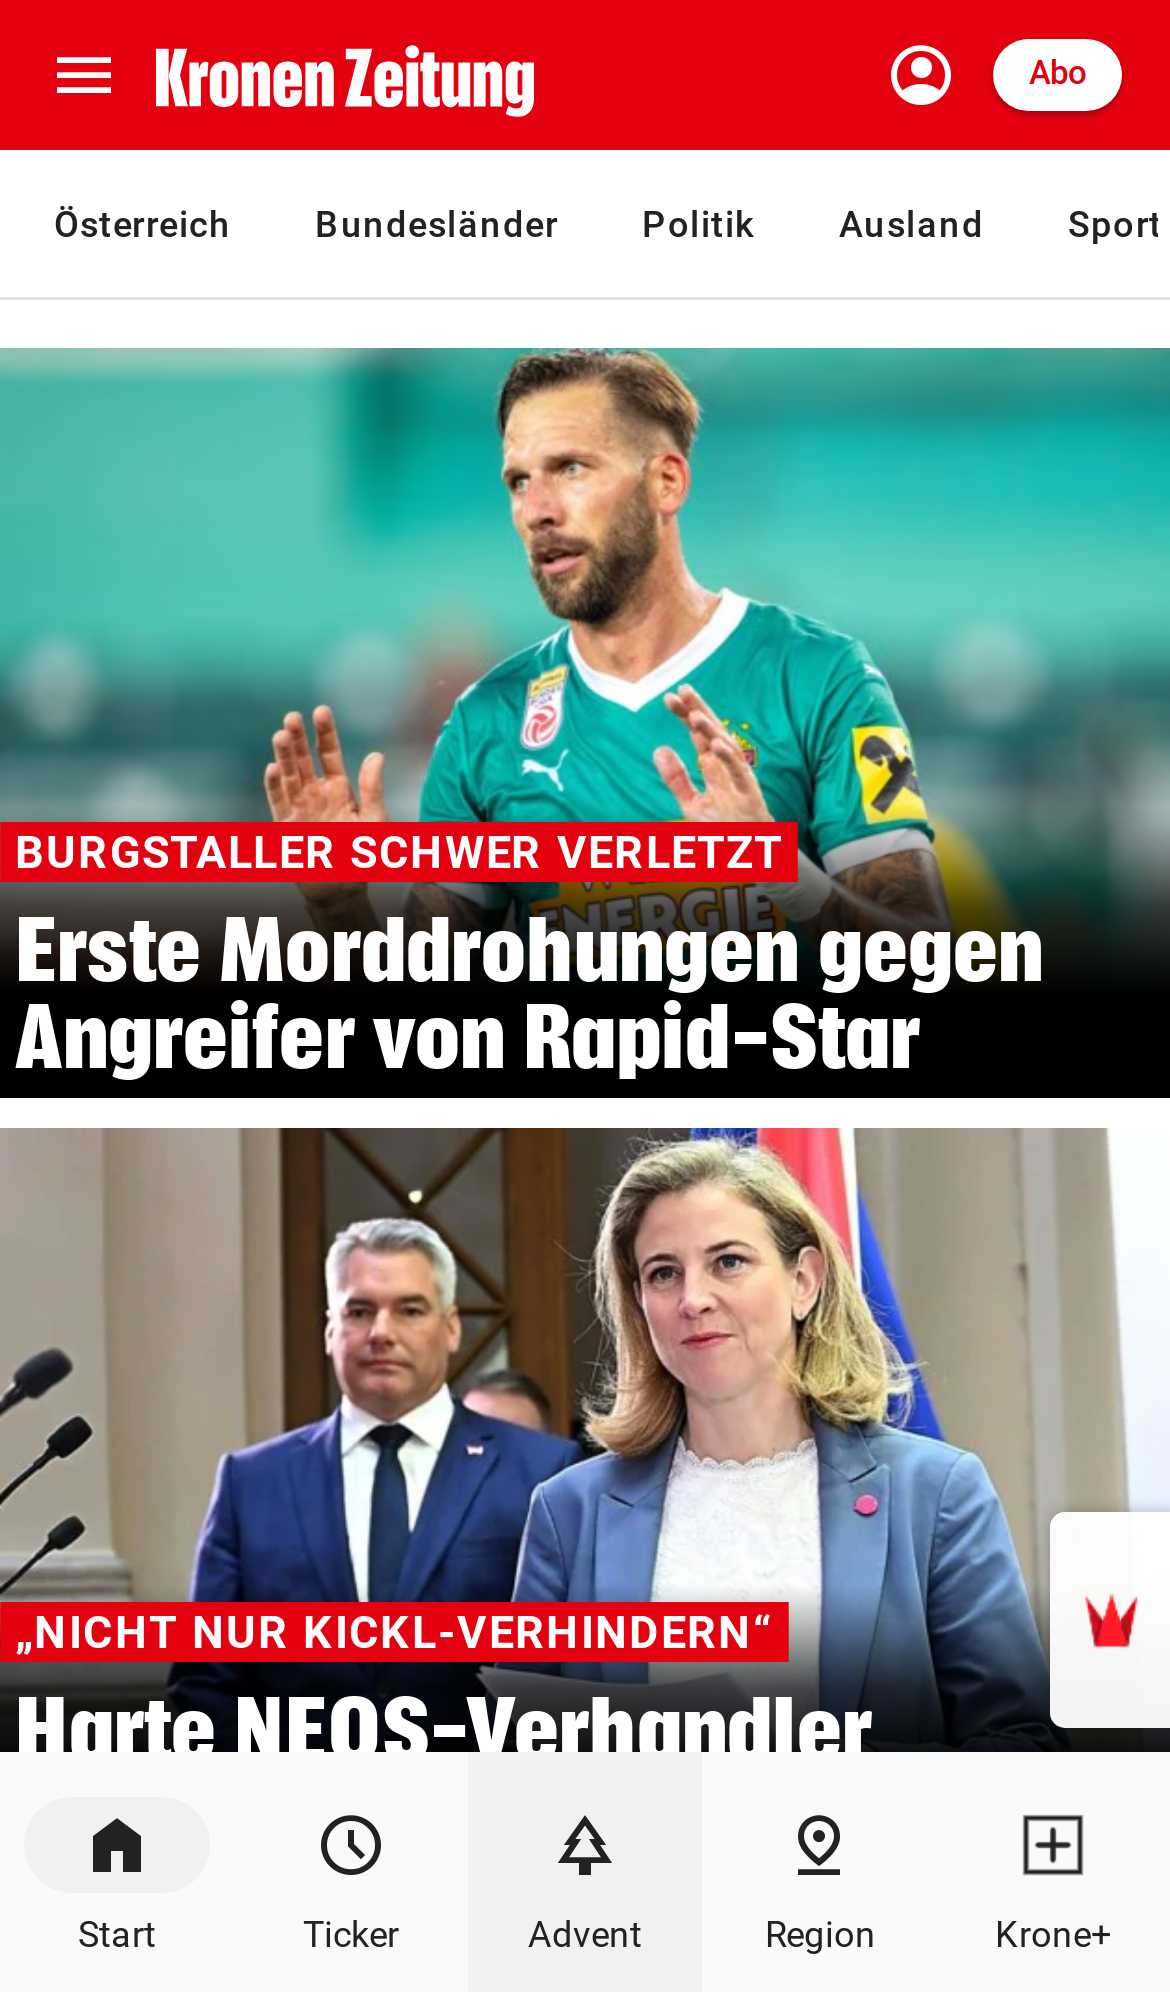 Kronen Zeitung
Abo
Österreich Bundesländer Politik Ausland Sport
ENERGIE
BURGSTALLER SCHWER VERLETZT
Erste Morddrohungen gegen
Angreifer von Rapid-Star
„NICHT NUR KICKL-VERHINDERN“
Harte NEOS-Verhandler
Start Ticker Advent Region Krone+